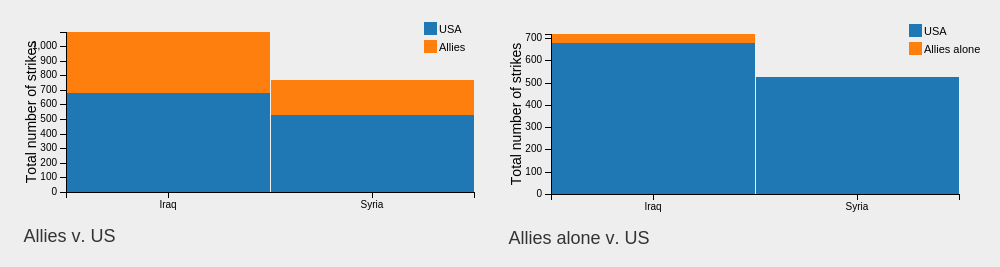 USA
Allies
Total number of strikes
1,000
900
800
700
600
500
400
300
200
100
0
Iraq
Syria
Allies v. US
USA
Allies alone
Total number of strikes
700
600
500
400
300
200
100
0
Iraq
Syria
Allies alone v. US